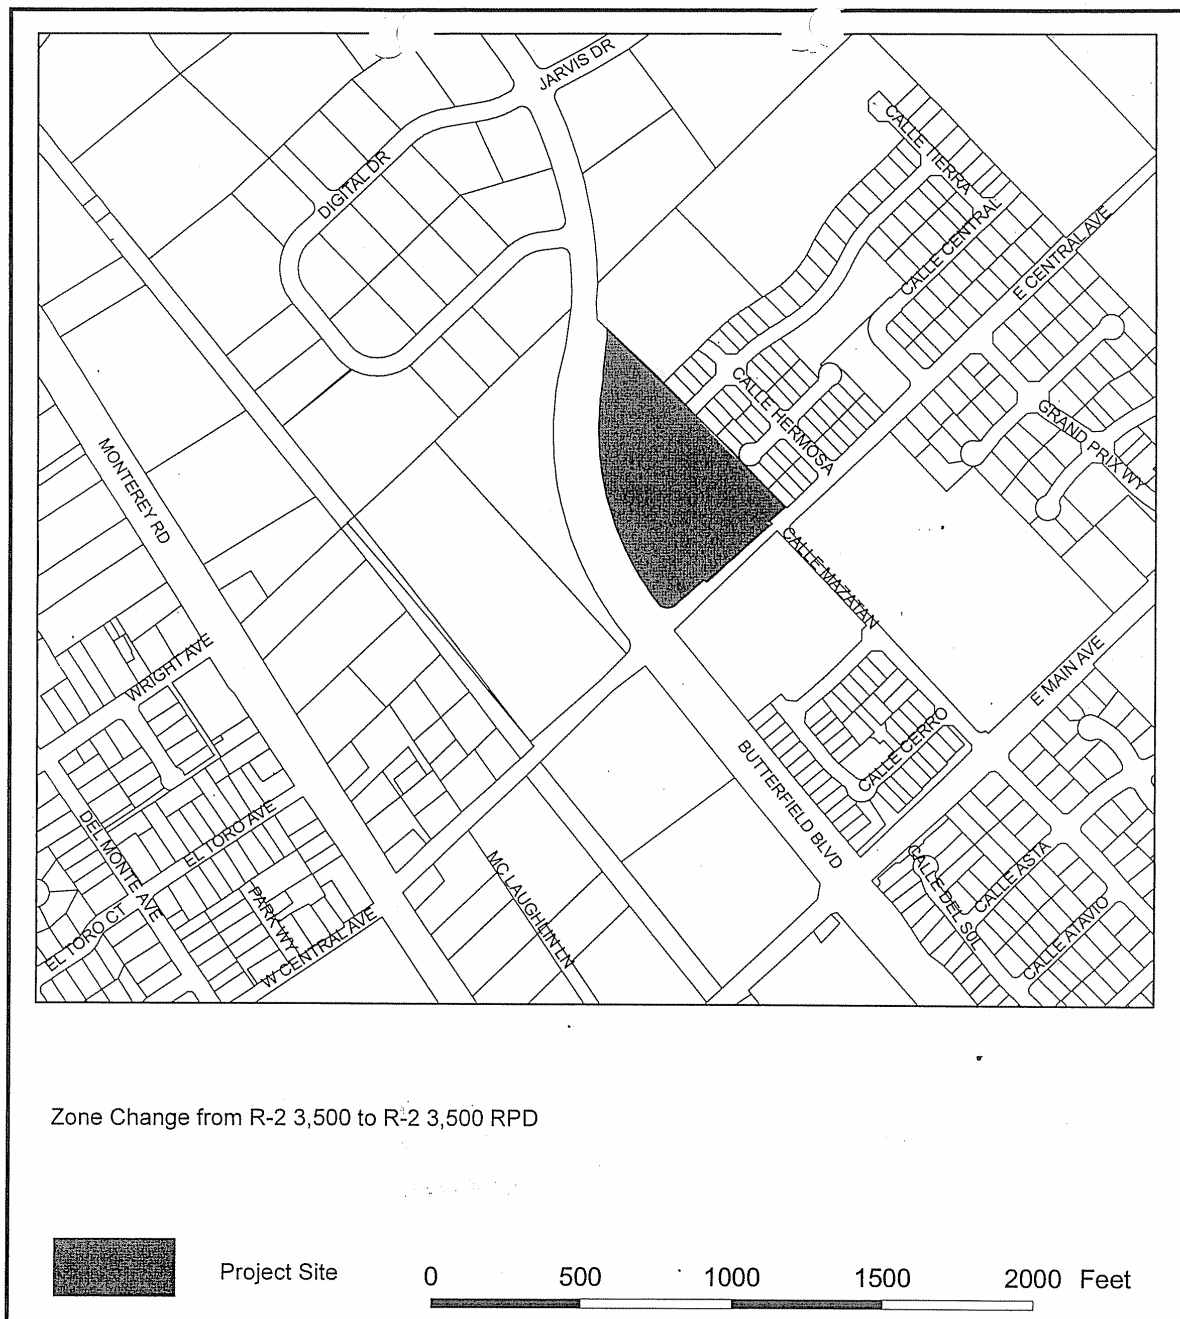 JARVIS DR
CALLE TIERRA
DIGITAL DR
CALLE CENTRAL
E CENTRAL AVE
CALLE HERMOSA
GRAND PRIX WY
MONTEREY RD
CALLE MAZATAN
WRIGHT AVE
E MAIN AVE
CALLE CERRO
BUTTERFIELD BLVD
DEL MONTE AVE
EL TORO AVE
MC LAUGHLIN LN
CALLE DEL SOL
CALLE ASTA
EL TORO CT
PARK WY
W CENTRAL AVE
CALLE ATAVIO
Zone Change from R-2 3,500 to R-2 3,500 RPD
Project Site
0 500 1000 1500 2000 Feet